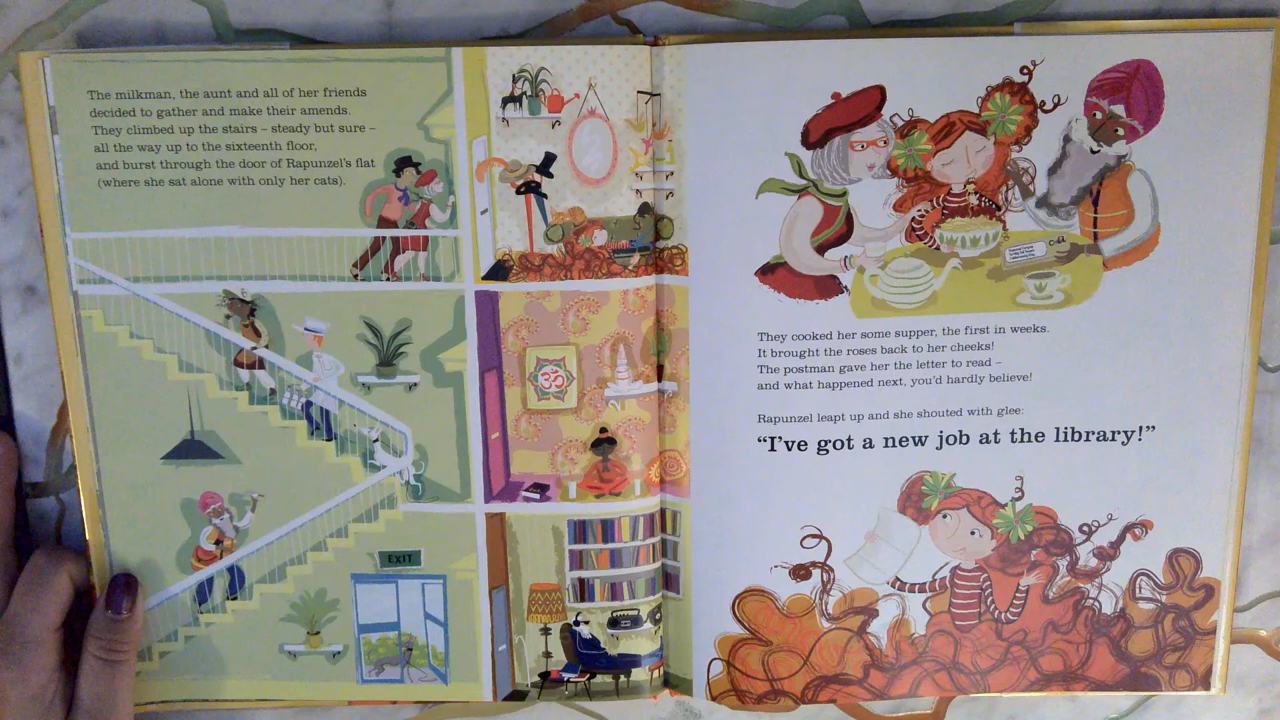 The milkman, the aunt and all of her friends
decided to gather and make their amends.
They climbed up the stairs – steady but sure –
all the way up to the sixteenth floor,
and burst through the door of Rapunzel's flat
(where she sat alone with only her cats).
EXIT
ॐ
They cooked her some supper, the first in weeks.
It brought the roses back to her cheeks!
The postman gave her the letter to read –
and what happened next, you'd hardly believe!
Rapunzel leapt up and she shouted with glee:
“I've got a new job at the library!”